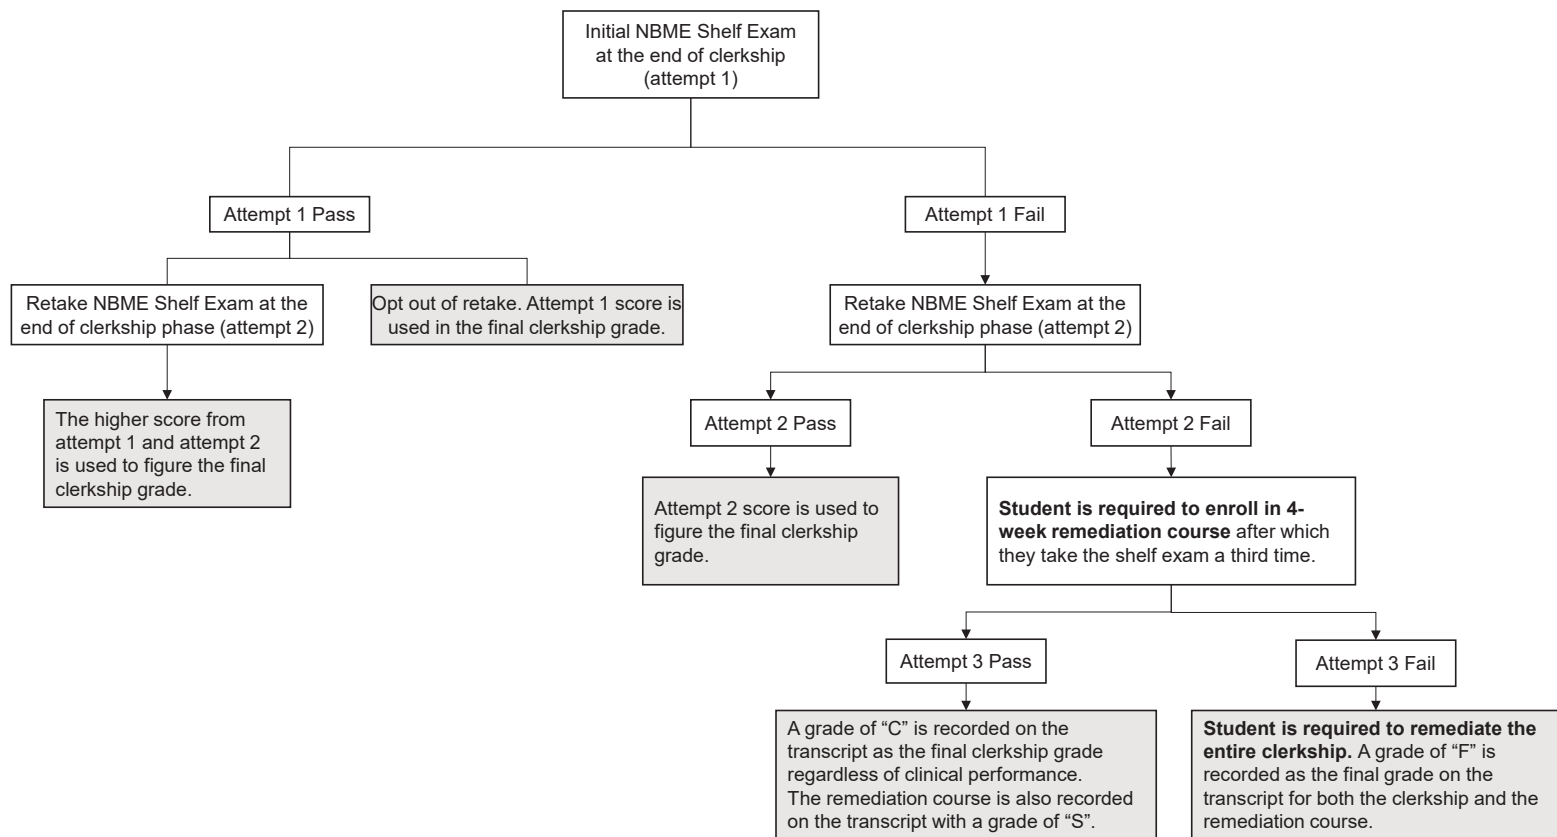 Initial NBME Shelf Exam
at the end of clerkship
(attempt 1)
Attempt 1 Pass
Attempt 1 Fail
Retake NBME Shelf Exam at the
end of clerkship phase (attempt 2)
Opt out of retake. Attempt 1 score is
used in the final clerkship grade.
Retake NBME Shelf Exam at the
end of clerkship phase (attempt 2)
The higher score from
attempt 1 and attempt 2
is used to figure the final
clerkship grade.
Attempt 2 Pass
Attempt 2 Fail
Attempt 2 score is used to
figure the final clerkship
grade.
Student is required to enroll in 4-
week remediation course after which
they take the shelf exam a third time.
Attempt 3 Pass
Attempt 3 Fail
A grade of “C” is recorded on the
transcript as the final clerkship grade
regardless of clinical performance.
The remediation course is also recorded
on the transcript with a grade of “S”.
Student is required to remediate the
entire clerkship. A grade of “F” is
recorded as the final grade on the
transcript for both the clerkship and the
remediation course.